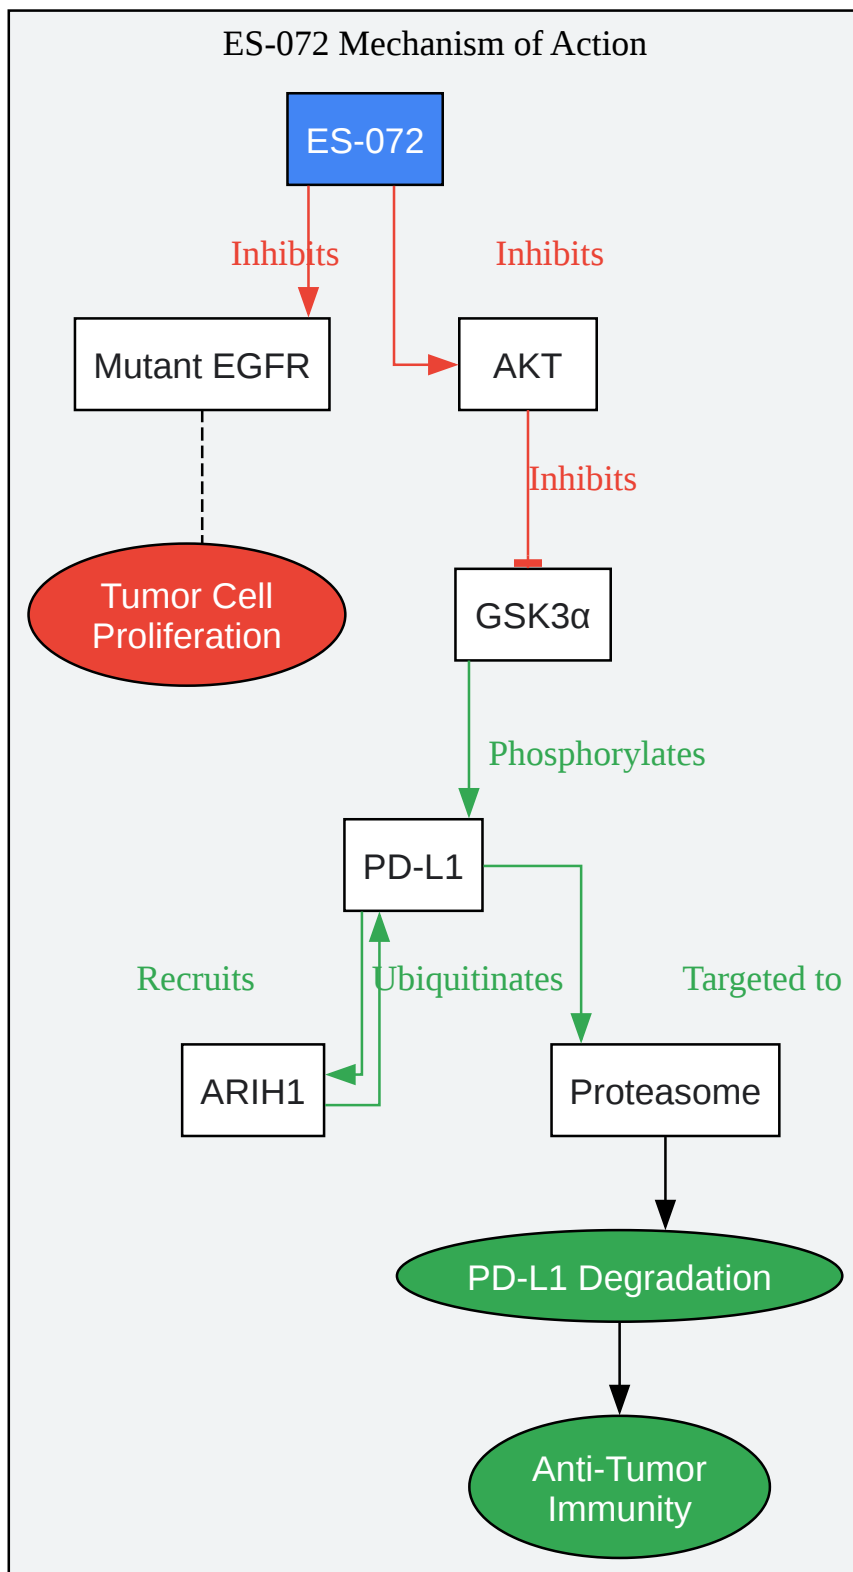 ES-072 Mechanism of Action
ES-072
Inhibits
Inhibits
Mutant EGFR
AKT
Inhibits
Tumor Cell
Proliferation
GSK3α
Phosphorylates
PD-L1
Recruits
Ubiquitinates
Targeted to
ARIH1
Proteasome
PD-L1 Degradation
Anti-Tumor
Immunity